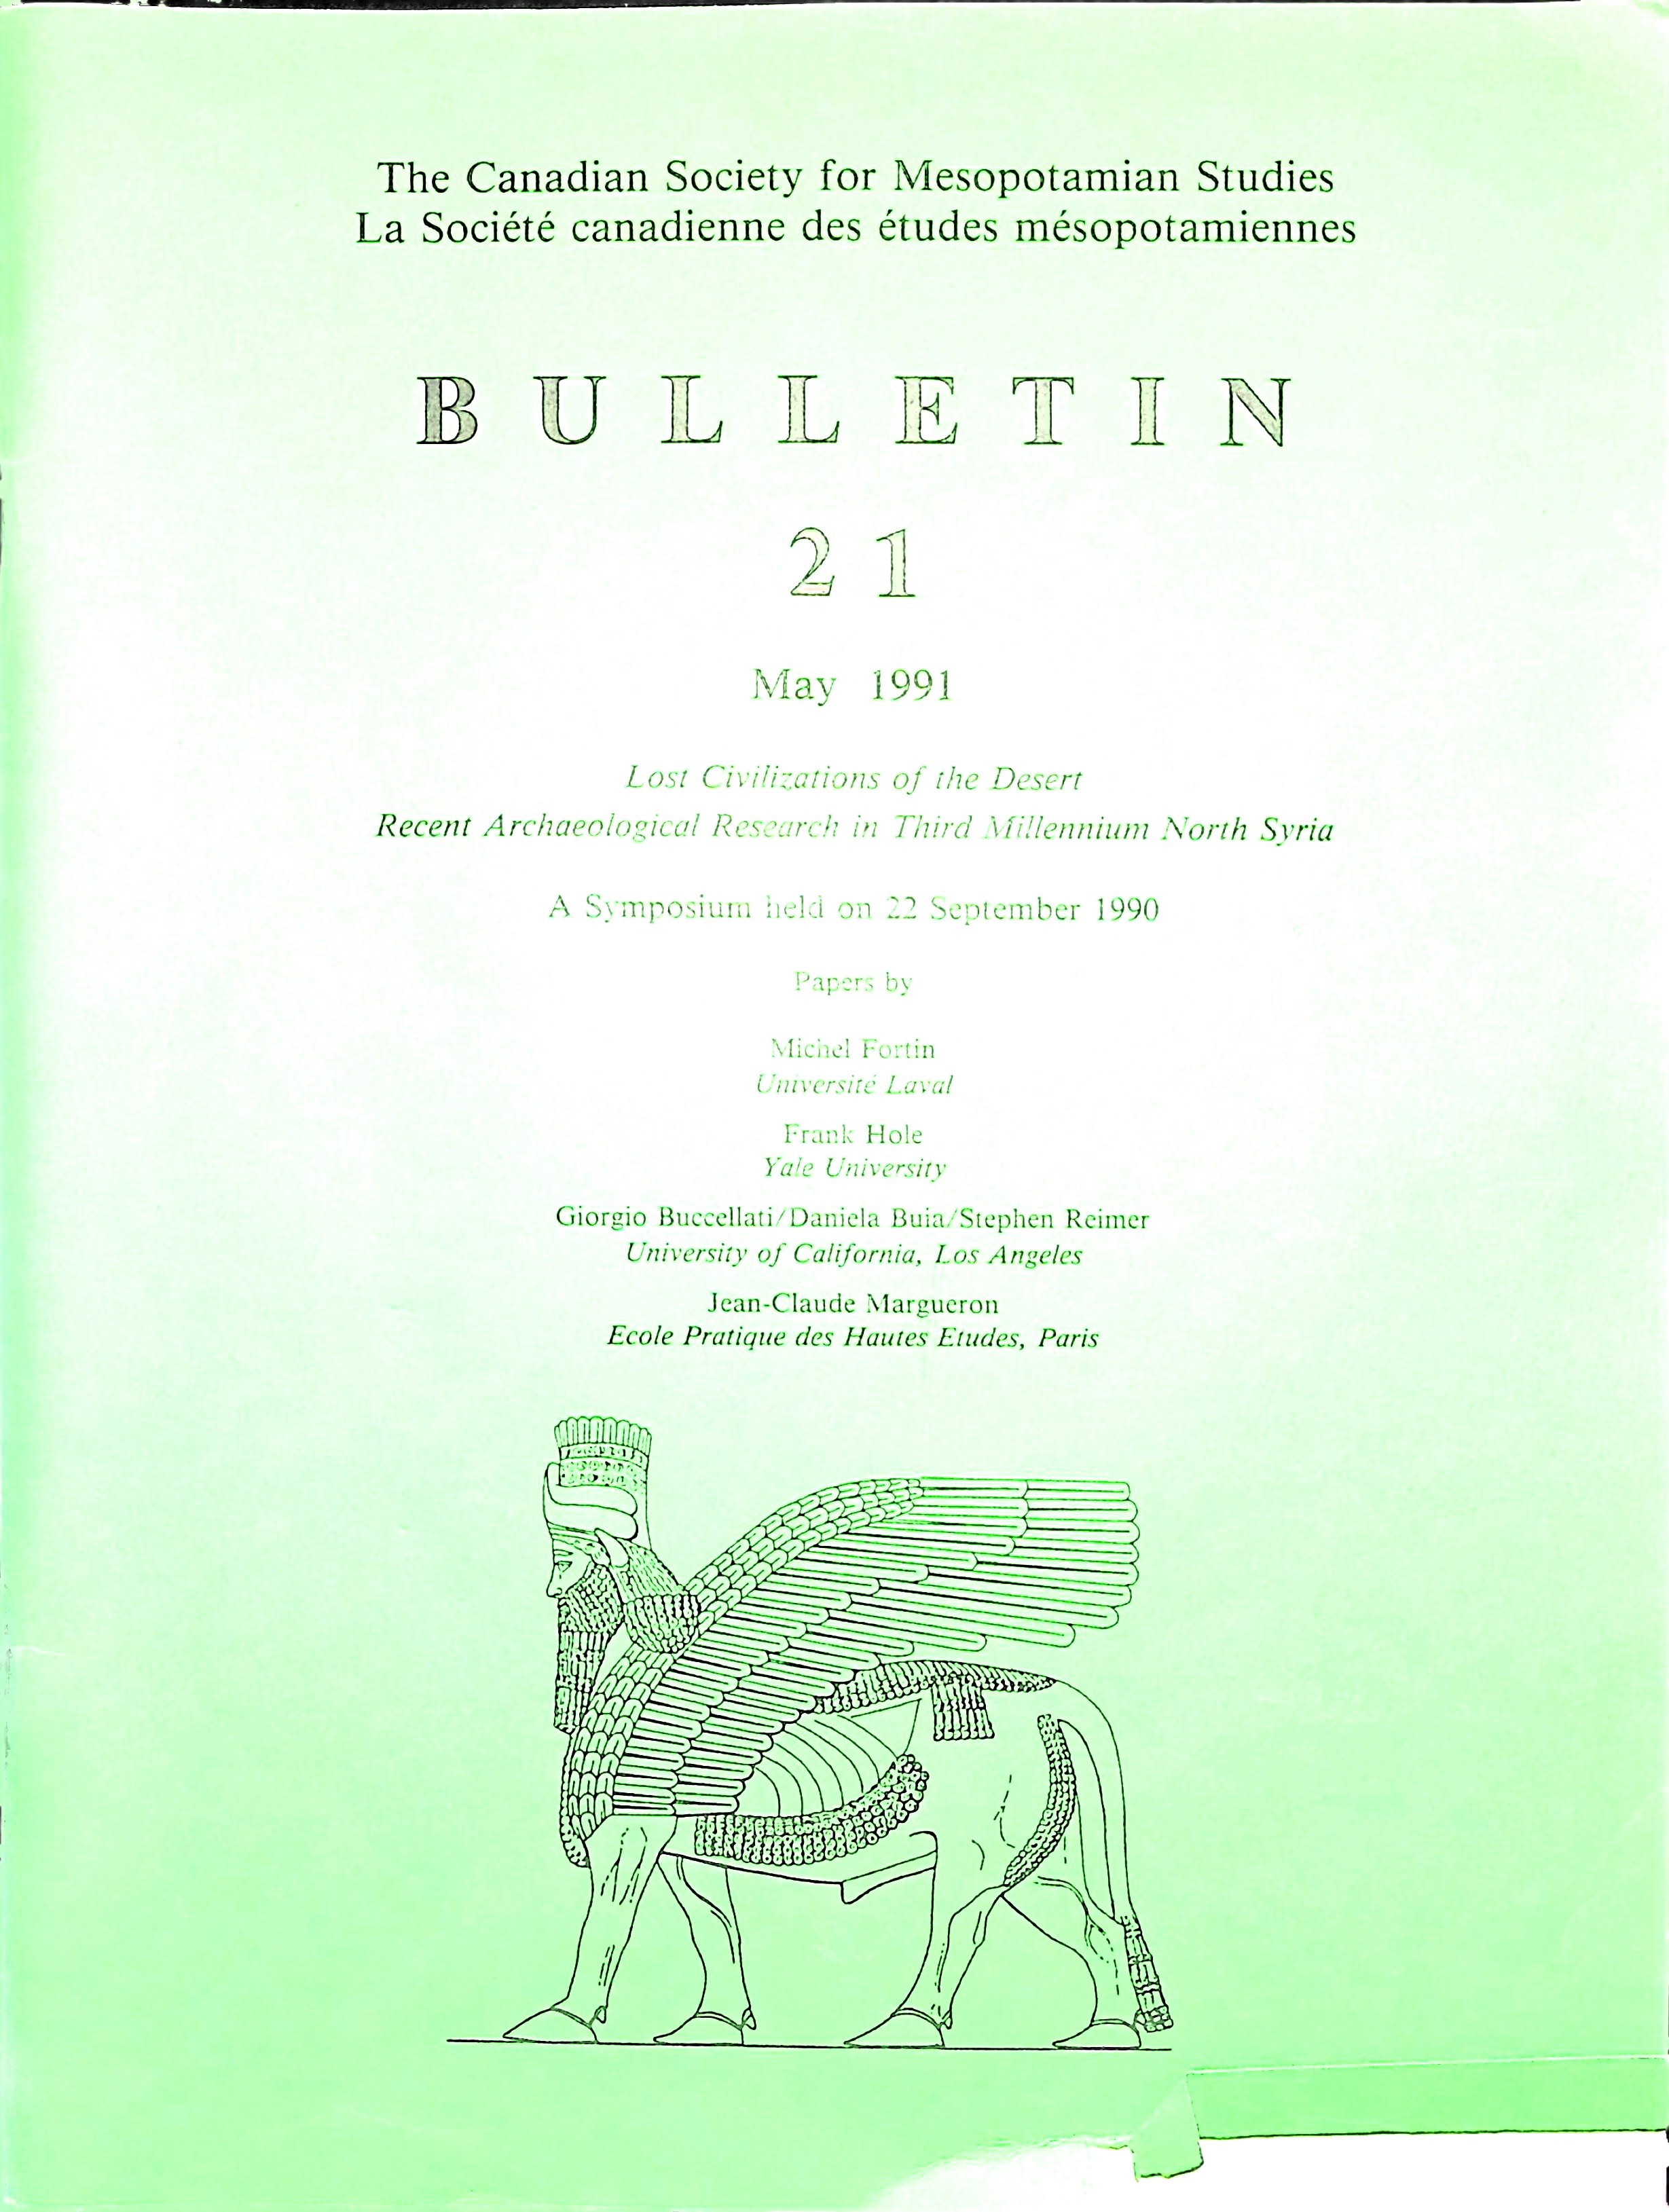 The Canadian Society for Mesopotamian Studies
La Société canadienne des études mésopotamiennes
BULLETIN
21
May 1991
Lost Civilizations of the Desert
Recent Archaeological Research in Third Millennium North Syria
A Symposium held on 22 September 1990
Papers by
Michel Fortin
Université Laval
Frank Hole
Yale University
Giorgio Buccellati/Daniela Buia/Stephen Reimer
University of California, Los Angeles
Jean-Claude Margueron
Ecole Pratique des Hautes Etudes, Paris